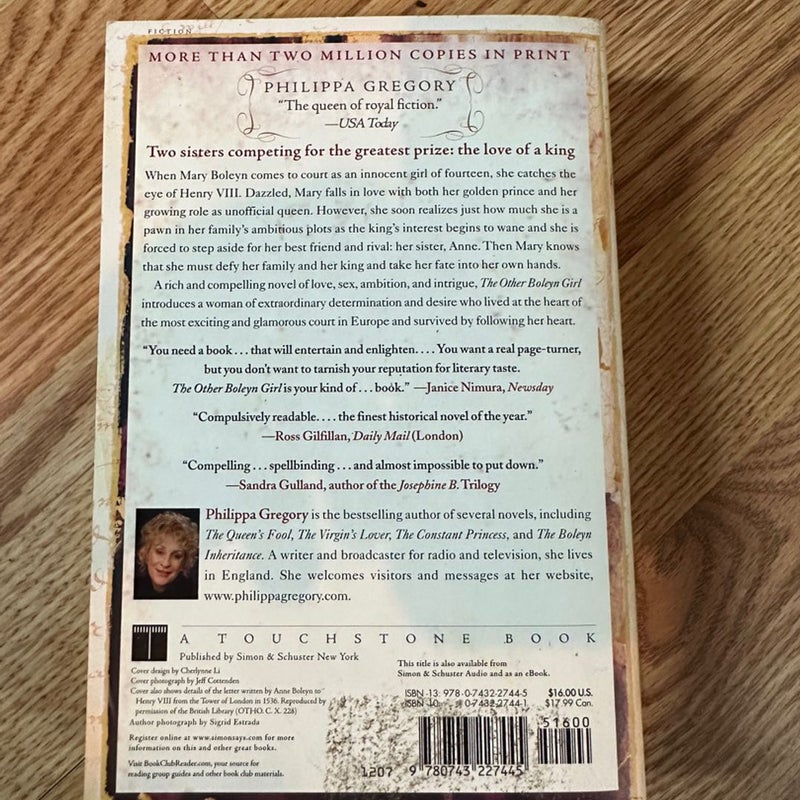 FICTION
MORE THAN TWO MILLION COPIES IN PRINT
PHILIPPA GREGORY
“The queen of royal fiction.”
—USA Today
Two sisters competing for the greatest prize: the love of a king
When Mary Boleyn comes to court as an innocent girl of fourteen, she catches the
eye of Henry VIII. Dazzled, Mary falls in love with both her golden prince and her
growing role as unofficial queen. However, she soon realizes just how much she is a
pawn in her family’s ambitious plots as the king’s interest begins to wane and she is
forced to step aside for her best friend and rival: her sister, Anne. Then Mary knows
that she must defy her family and her king and take her fate into her own hands.
A rich and compelling novel of love, sex, ambition, and intrigue, The Other Boleyn Girl
introduces a woman of extraordinary determination and desire who lived at the heart of
the most exciting and glamorous court in Europe and survived by following her heart.
“You need a book . . . that will entertain and enlighten. . . . You want a real page-turner,
but you don’t want to tarnish your reputation for literary taste.
The Other Boleyn Girl is your kind of . . . book.” —Janice Nimura, Newsday
“Compulsively readable. . . . the finest historical novel of the year.”
—Ross Gilfillan, Daily Mail (London)
“Compelling . . . spellbinding . . . and almost impossible to put down.”
—Sandra Gulland, author of the Josephine B. Trilogy
Philippa Gregory is the bestselling author of several novels, including
The Queen’s Fool, The Virgin’s Lover, The Constant Princess, and The Boleyn
Inheritance. A writer and broadcaster for radio and television, she lives
in England. She welcomes visitors and messages at her website,
www.philippagregory.com.
A TOUCHSTONE BOOK
Published by Simon & Schuster New York
Cover design by Cherlynne Li
Cover photograph by Jeff Cottenden
Cover also shows details of the letter written by Anne Boleyn to
Henry VIII from the Tower of London in 1536. Reproduced by
permission of the British Library (OTHO. C. X. 228)
Author photograph by Sigrid Estrada
Register online at www.simonsays.com for more
information on this and other great books.
Visit BookClubReader.com, your source for
reading group guides and other book club materials.
This title is also available from
Simon & Schuster Audio and as an eBook.
ISBN-13: 978-0-7432-2744-5 $16.00 U.S.
ISBN-10: 0-7432-2744-1 $17.99 Can.
51600
1207 9 780743 227445